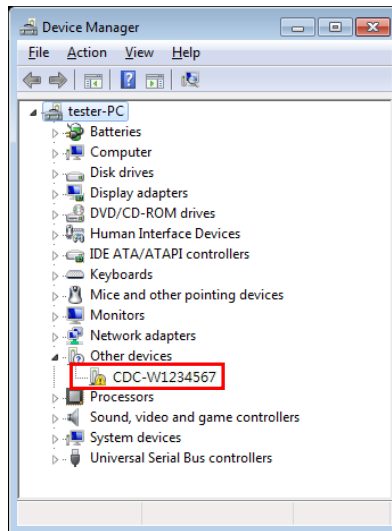 Device Manager
File Action View Help
tester-PC
Batteries
Computer
Disk drives
Display adapters
DVD/CD-ROM drives
Human Interface Devices
IDE ATA/ATAPI controllers
Keyboards
Mice and other pointing devices
Monitors
Network adapters
Other devices
CDC-W1234567
Processors
Sound, video and game controllers
System devices
Universal Serial Bus controllers